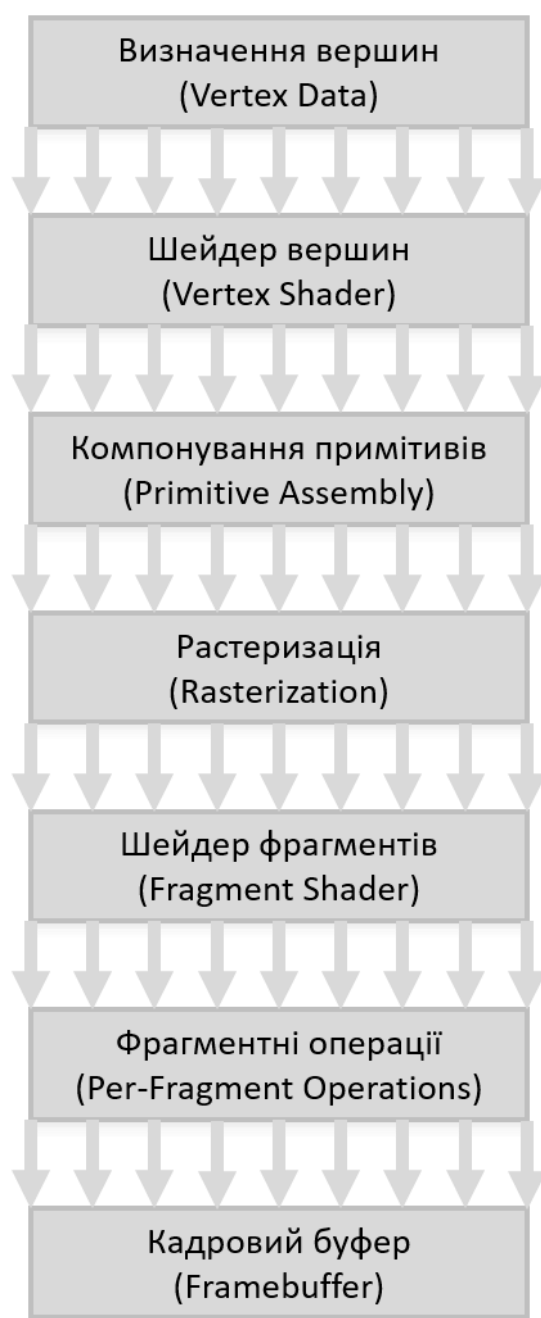 Визначення вершин
(Vertex Data)
Шейдер вершин
(Vertex Shader)
Компонування примітивів
(Primitive Assembly)
Растеризація
(Rasterization)
Шейдер фрагментів
(Fragment Shader)
Фрагментні операції
(Per-Fragment Operations)
Кадровий буфер
(Framebuffer)